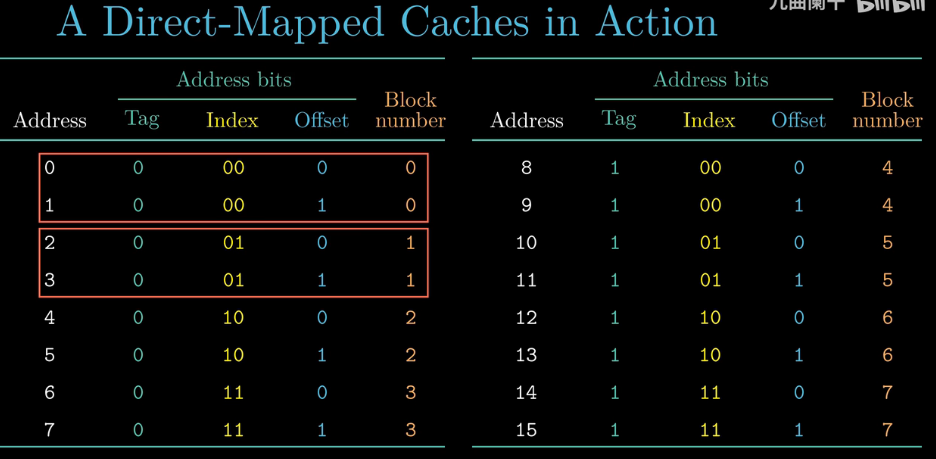 A Direct-Mapped Caches in Action
九曲阑干
Address bits
Block
Address Tag Index Offset number
0 0 00 0 0
1 0 00 1 0
2 0 01 0 1
3 0 01 1 1
4 0 10 0 2
5 0 10 1 2
6 0 11 0 3
7 0 11 1 3
Address bits
Block
Address Tag Index Offset number
8 1 00 0 4
9 1 00 1 4
10 1 01 0 5
11 1 01 1 5
12 1 10 0 6
13 1 10 1 6
14 1 11 0 7
15 1 11 1 7